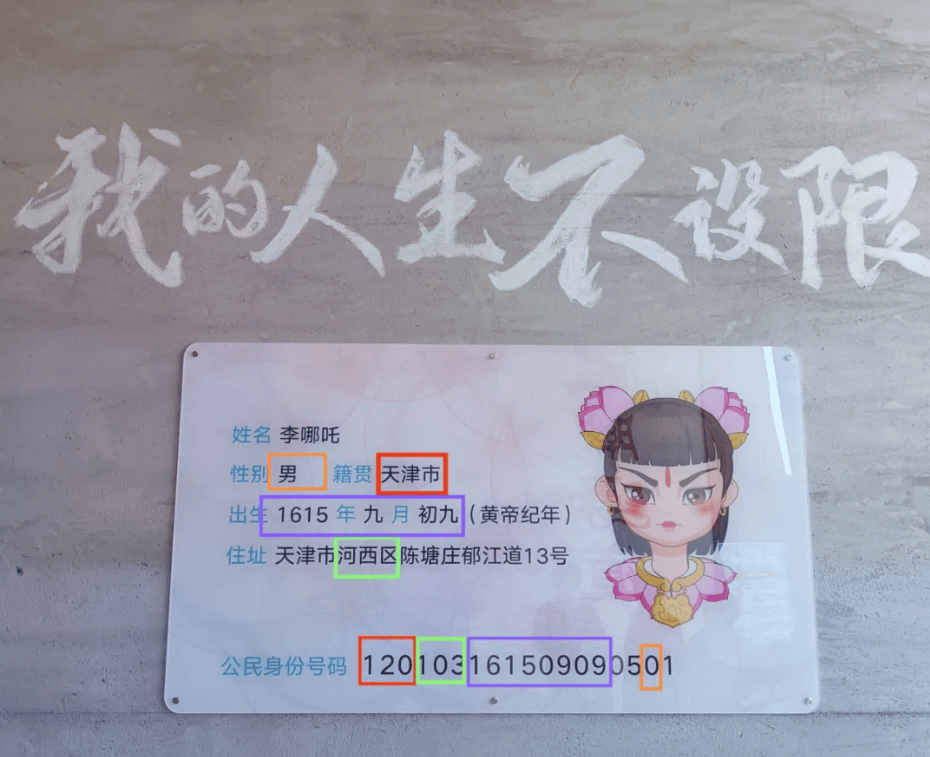 我的人生不设限
姓名 李哪吒
性别 男 籍贯 天津市
出生 1615 年 九 月 初九（黄帝纪年）
住址 天津市河西区陈塘庄郁江道13号
公民身份号码 120103161509090501